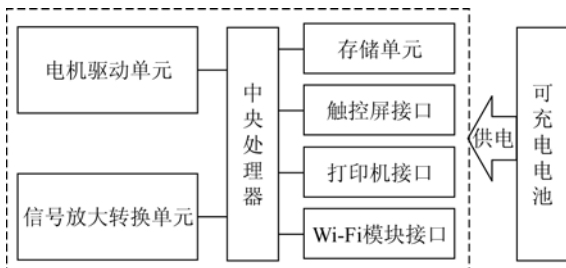 电机驱动单元
信号放大转换单元
中央处理器
存储单元
触控屏接口
打印机接口
Wi-Fi模块接口
供电
可充电电池